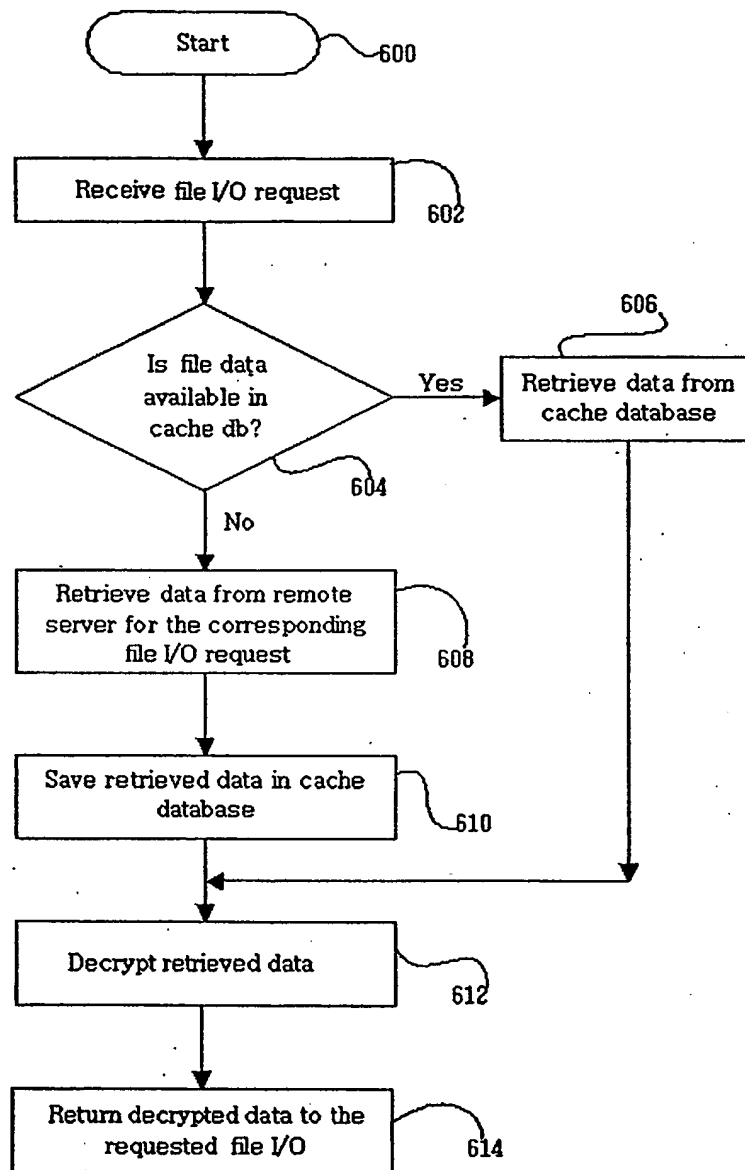 Start
600
Receive file I/O request
602
Is file data
available in
cache db?
604
Yes
606
Retrieve data from
cache database
No
Retrieve data from remote
server for the corresponding
file I/O request
608
Save retrieved data in cache
database
610
Decrypt retrieved data
612
Return decrypted data to the
requested file I/O
614